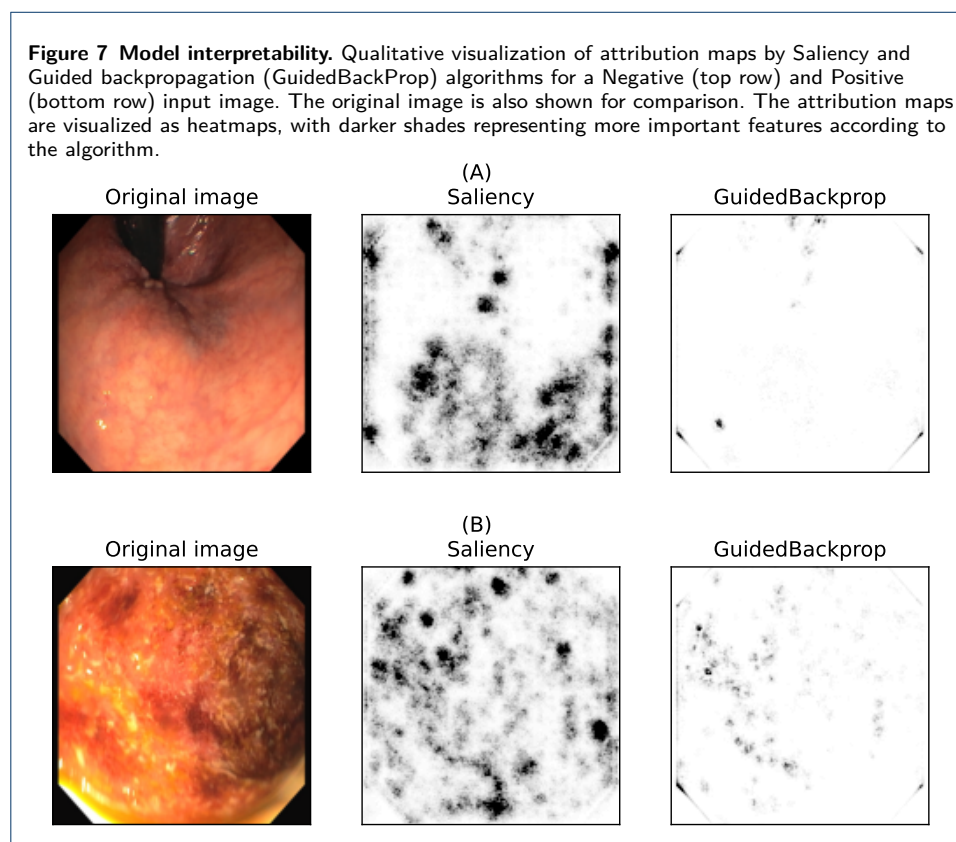 Figure 7 Model interpretability. Qualitative visualization of attribution maps by Saliency and
Guided backpropagation (GuidedBackProp) algorithms for a Negative (top row) and Positive
(bottom row) input image. The original image is also shown for comparison. The attribution maps
are visualized as heatmaps, with darker shades representing more important features according to
the algorithm.
(A)
Original image Saliency GuidedBackprop
(B)
Original image Saliency GuidedBackprop